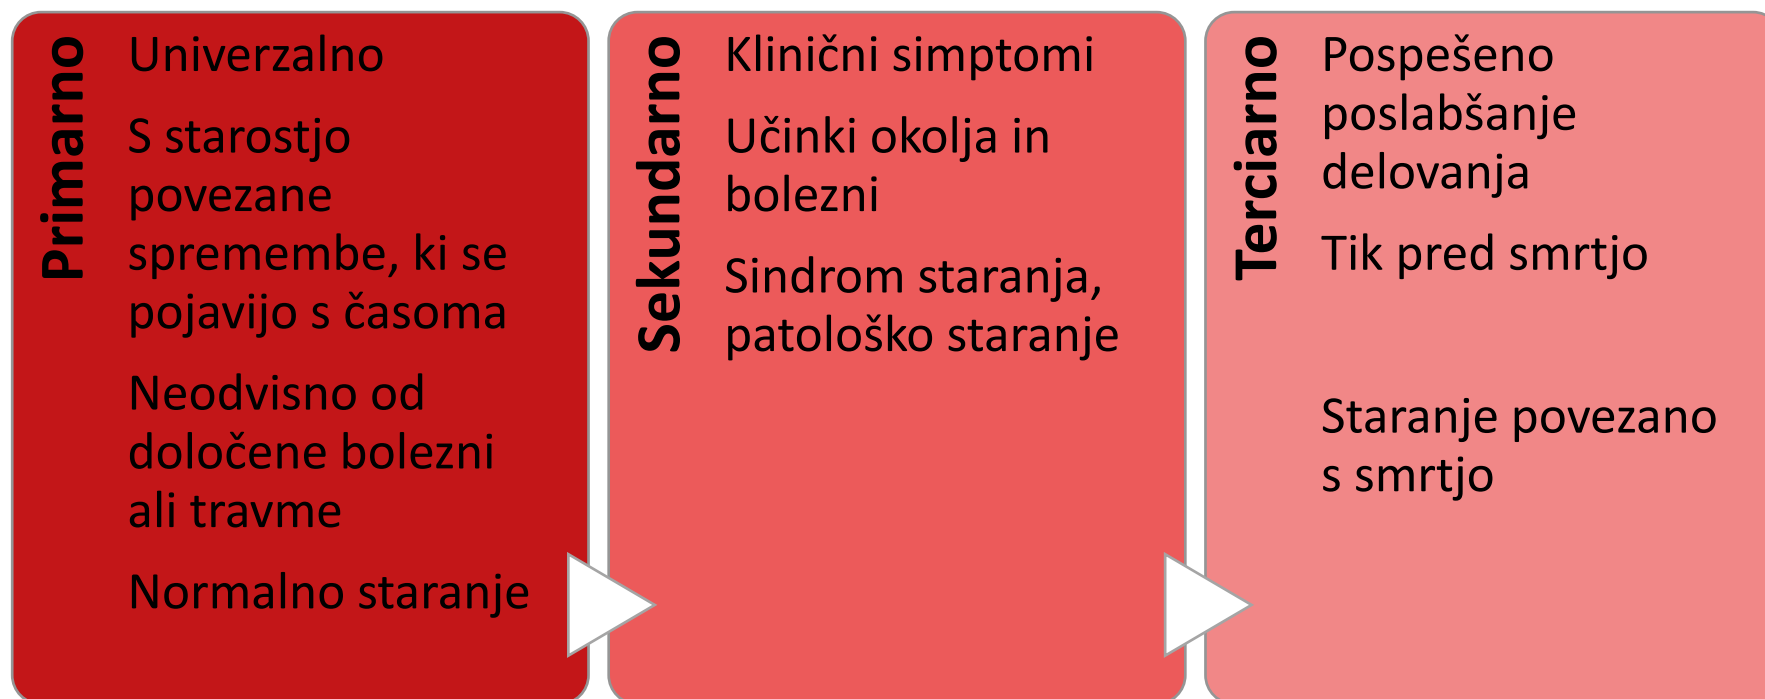 Primarno
Univerzalno
S starostjo
povezane
spremembe, ki se
pojavijo s časoma
Neodvisno od
določene bolezni
ali travme
Normalno staranje
Sekundarno
Klinični simptomi
Učinki okolja in
bolezni
Sindrom staranja,
patološko staranje
Terciarno
Pospešeno
poslabšanje
delovanja
Tik pred smrtjo
Staranje povezano
s smrtjo